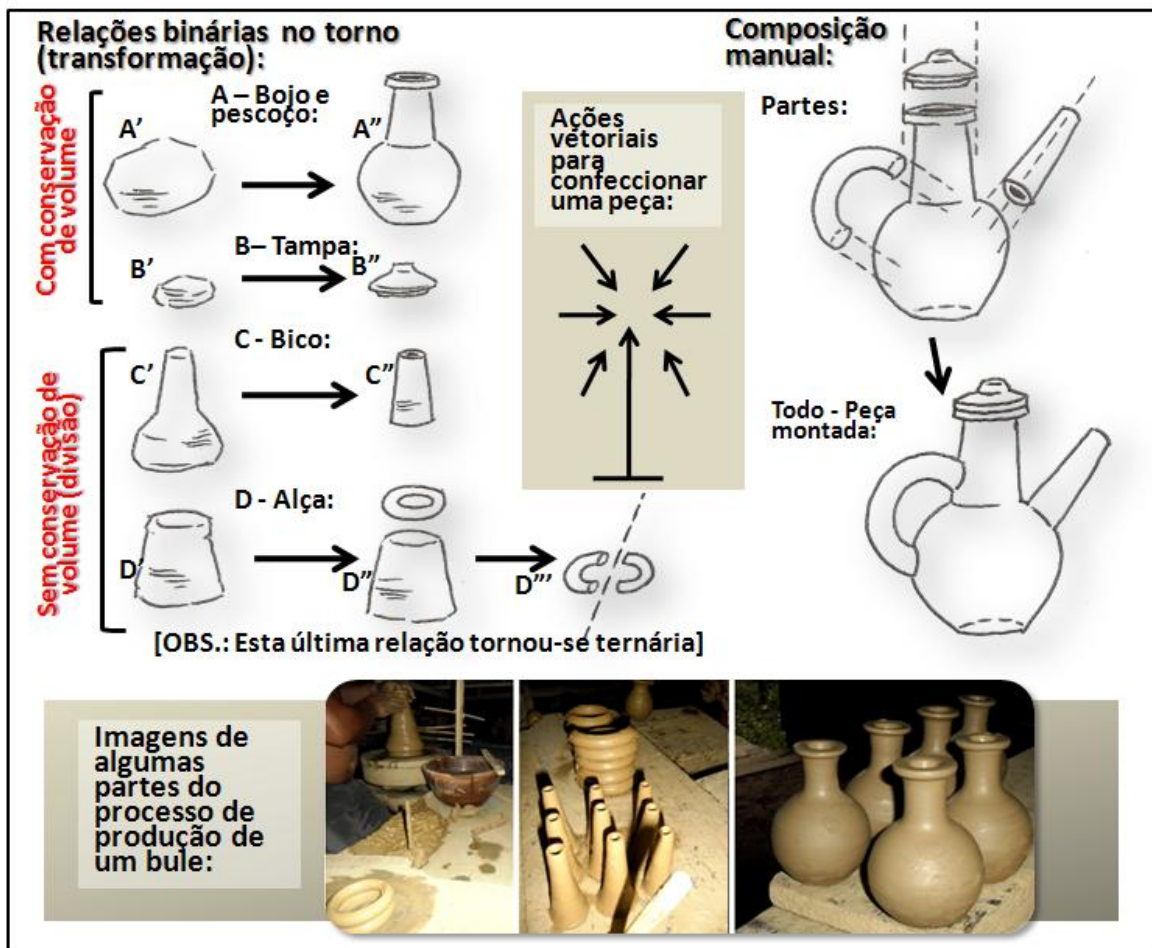 Relações binárias no torno
(transformação):
Com conservação
de volume
A – Bojo e
pescoço:
A’
A”
B– Tampa:
B’
B”
Sem conservação de
volume (divisão)
C - Bico:
C’
C”
D - Alça:
D’
D”
D”’
[OBS.: Esta última relação tornou-se ternária]
Ações
vetoriais
para
confeccionar
uma peça:
Composição
manual:
Partes:
Todo - Peça
montada:
Imagens de
algumas
partes do
processo de
produção de
um bule: